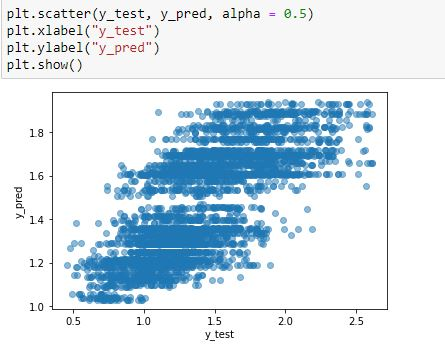 plt.scatter(y_test, y_pred, alpha = 0.5)
plt.xlabel("y_test")
plt.ylabel("y_pred")
plt.show()
1.8
1.6
1.4
1.2
1.0
y_pred
0.5 1.0 1.5 2.0 2.5
y_test